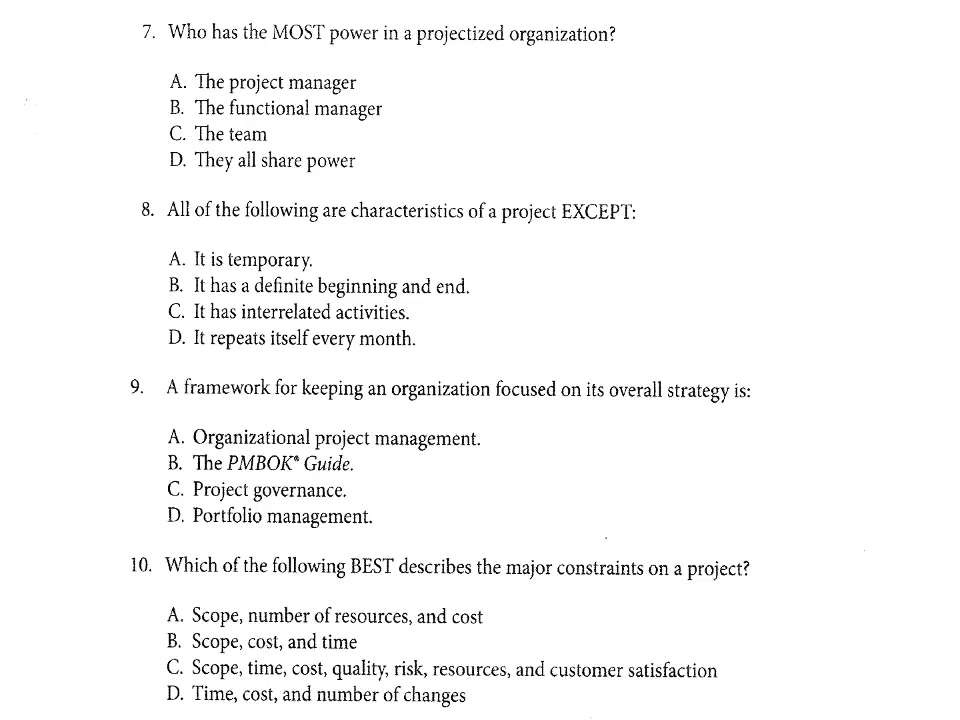 7. Who has the MOST power in a projectized organization?
A. The project manager
B. The functional manager
C. The team
D. They all share power
8. All of the following are characteristics of a project EXCEPT:
A. It is temporary.
B. It has a definite beginning and end.
C. It has interrelated activities.
D. It repeats itself every month.
9. A framework for keeping an organization focused on its overall strategy is:
A. Organizational project management.
B. The PMBOK® Guide.
C. Project governance.
D. Portfolio management.
10. Which of the following BEST describes the major constraints on a project?
A. Scope, number of resources, and cost
B. Scope, cost, and time
C. Scope, time, cost, quality, risk, resources, and customer satisfaction
D. Time, cost, and number of changes